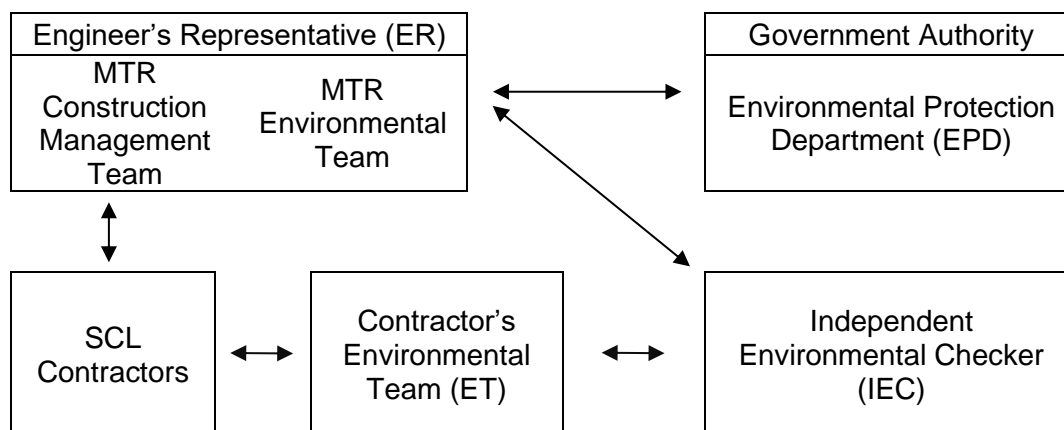 Engineer’s Representative (ER)
MTR
Construction
Management
Team
MTR
Environmental
Team
Government Authority
Environmental Protection
Department (EPD)
SCL
Contractors
Contractor’s
Environmental
Team (ET)
Independent
Environmental Checker
(IEC)